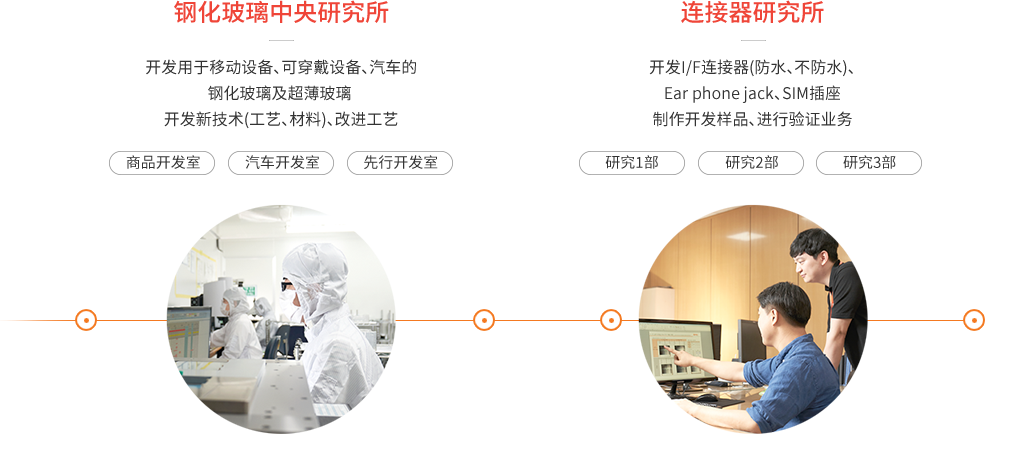 钢化玻璃中央研究所
开发用于移动设备、可穿戴设备、汽车的
钢化玻璃及超薄玻璃
开发新技术(工艺、材料)、改进工艺
商品开发室
汽车开发室
先行开发室
连接器研究所
开发I/F连接器(防水、不防水)、
Ear phone jack、SIM插座
制作开发样品、进行验证业务
研究1部
研究2部
研究3部